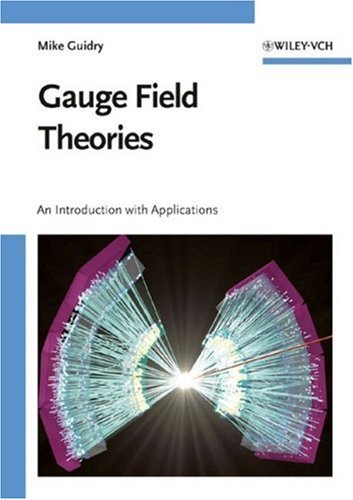 Mike Guidry
WILEY-VCH
Gauge Field
Theories
An Introduction with Applications